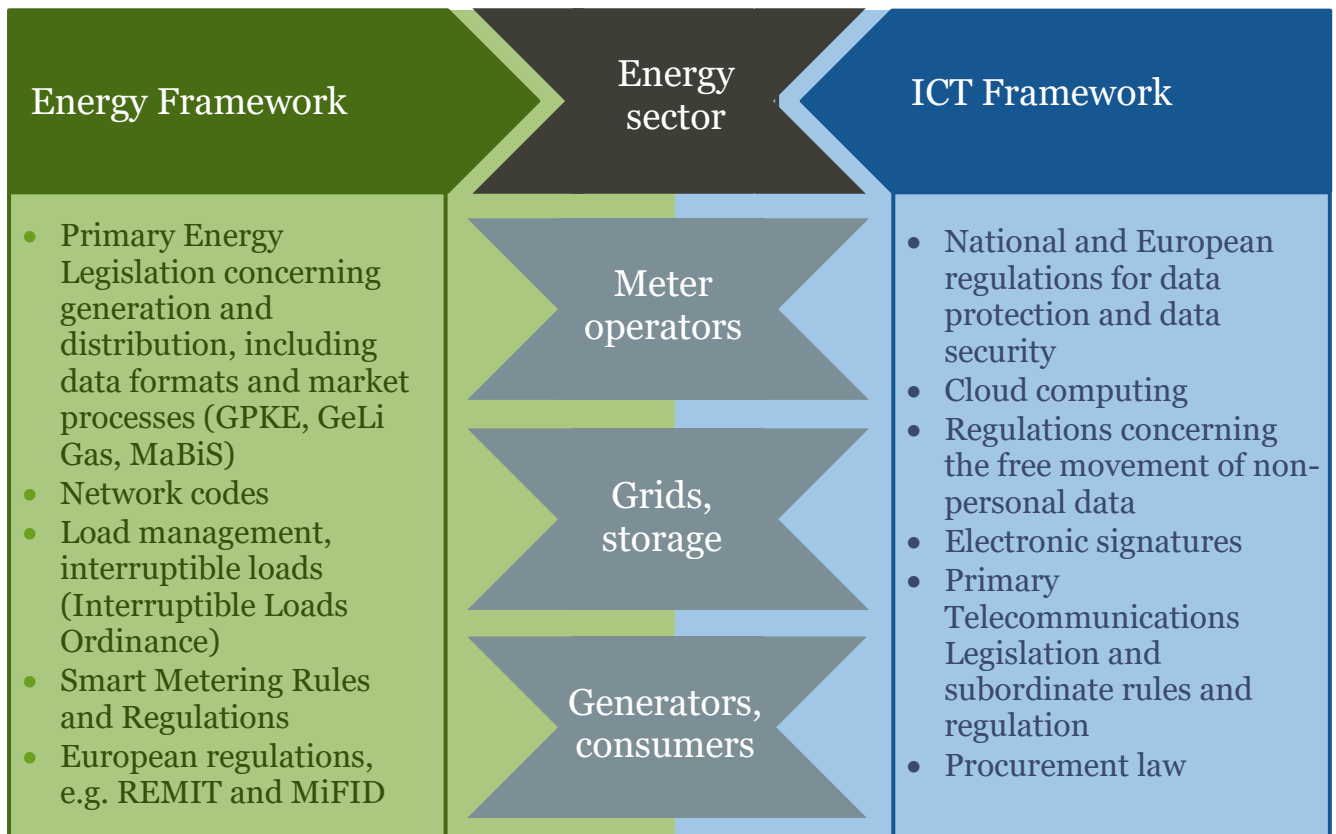 Energy Framework
Energy
sector
ICT Framework
• Primary Energy
Legislation concerning
generation and
distribution, including
data formats and market
processes (GPKE, GeLi
Gas, MaBiS)
• Network codes
• Load management,
interruptible loads
(Interruptible Loads
Ordinance)
• Smart Metering Rules
and Regulations
• European regulations,
e.g. REMIT and MiFID
Meter
operators
Grids,
storage
Generators,
consumers
• National and European
regulations for data
protection and data
security
• Cloud computing
• Regulations concerning
the free movement of non-
personal data
• Electronic signatures
• Primary
Telecommunications
Legislation and
subordinate rules and
regulation
• Procurement law